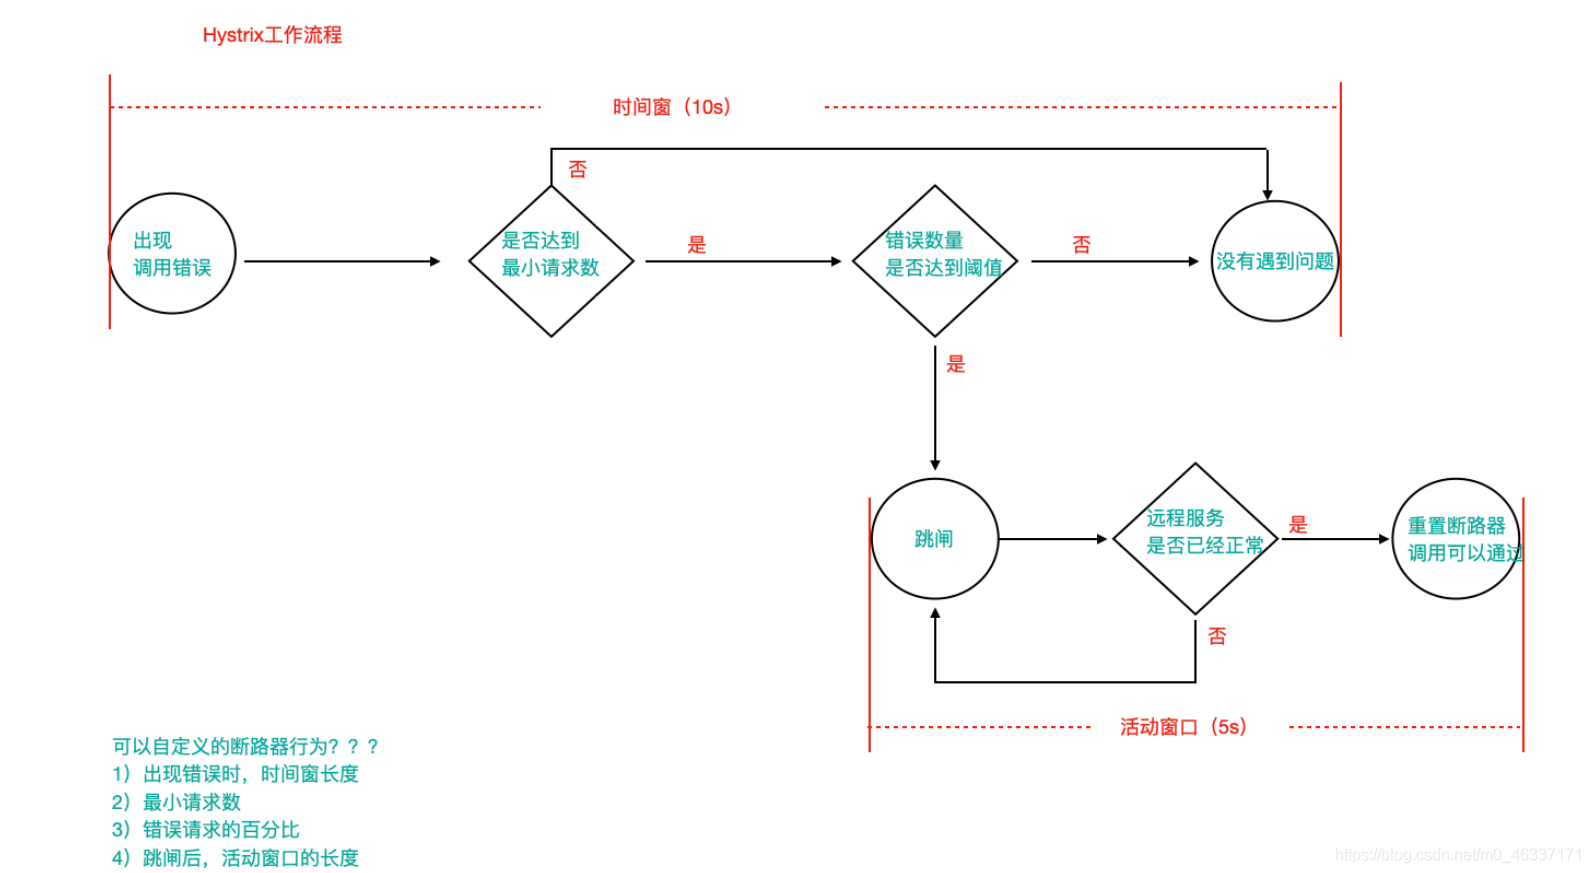 Hystrix工作流程
时间窗（10s）
否
出现
调用错误
是否达到
最小请求数
是
错误数量
是否达到阈值
否
没有遇到问题
是
跳闸
远程服务
是否已经正常
是
重置断路器
调用可以通过
否
活动窗口（5s）
可以自定义的断路器行为？？？
1）出现错误时，时间窗长度
2）最小请求数
3）错误请求的百分比
4）跳闸后，活动窗口的长度
https://blog.csdn.net/m0_46337171